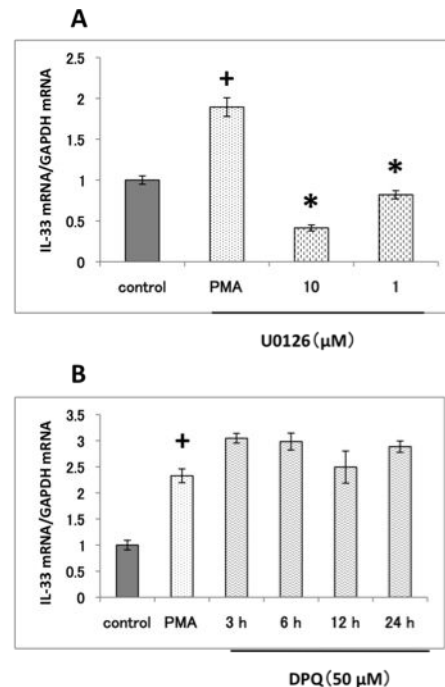 A
IL-33 mRNA/GAPDH mRNA
2.5
2
1.5
1
0.5
0
+
*
*
control PMA 10 1
U0126(μM)
B
IL-33 mRNA/GAPDH mRNA
3.5
3
2.5
2
1.5
1
0.5
0
+
control PMA 3 h 6 h 12 h 24 h
DPQ(50 μM)